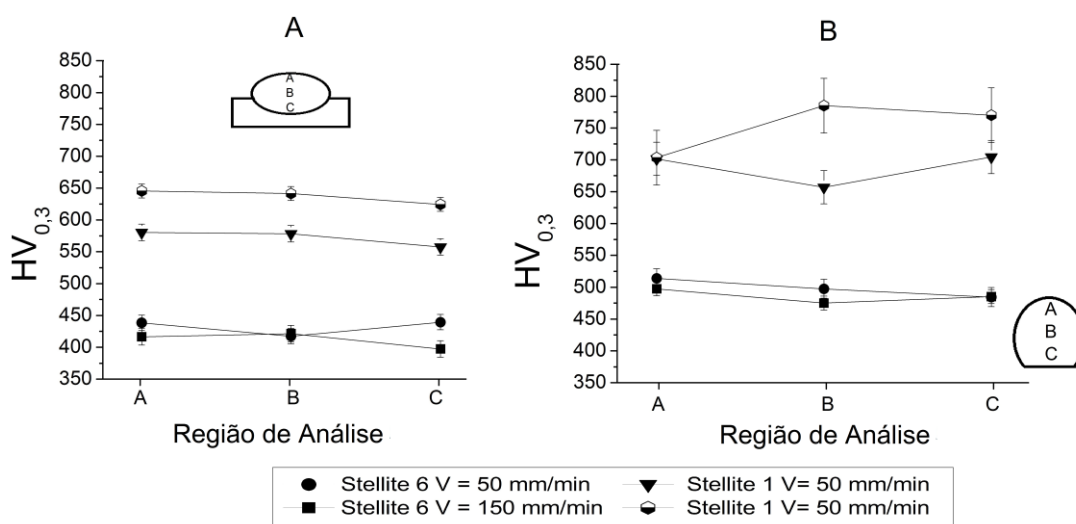 A
B
850
800
750
700
650
600
550
500
450
400
350
HV0,3
A
B
C
A
B
C
Região de Análise
850
800
750
700
650
600
550
500
450
400
350
HV0,3
A
B
C
A
B
C
Região de Análise
Stellite 6 V = 50 mm/min
Stellite 6 V = 150 mm/min
Stellite 1 V= 50 mm/min
Stellite 1 V= 50 mm/min